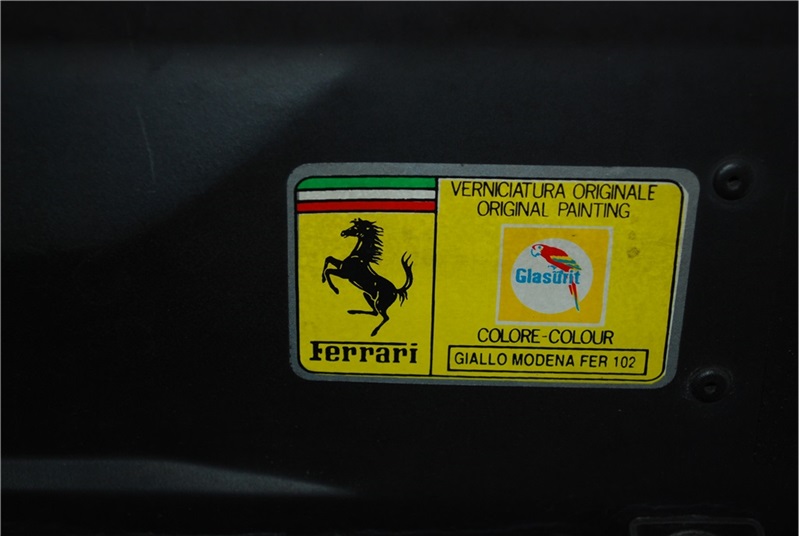 VERNICIATURA ORIGINALE
ORIGINAL PAINTING
Glasurit
COLORE-COLOUR
GIALLO MODENA FER 102
Ferrari